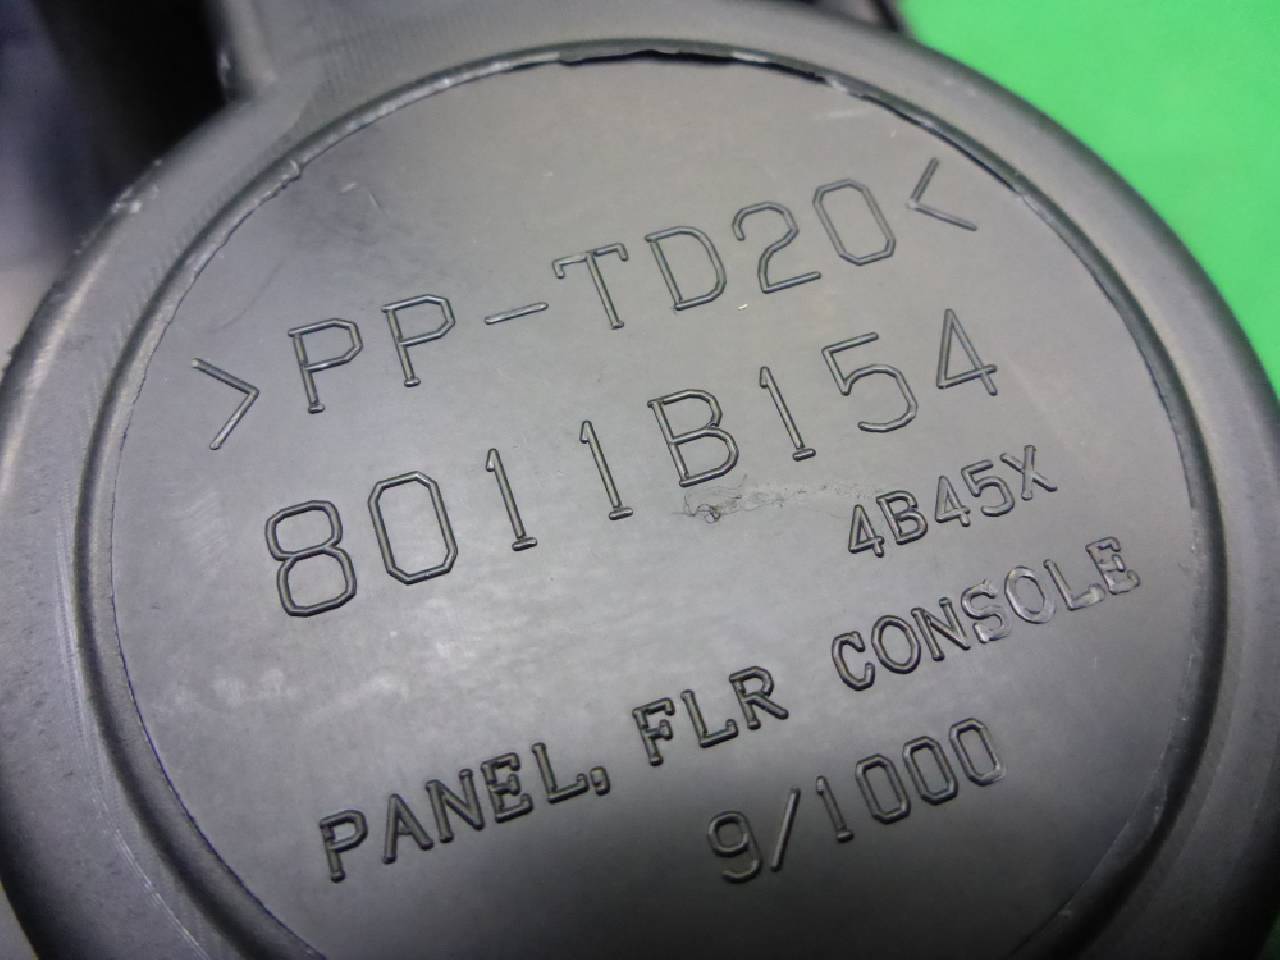 >PP-TD20<
8011B154
4B45X
PANEL, FLR CONSOLE
9/1000